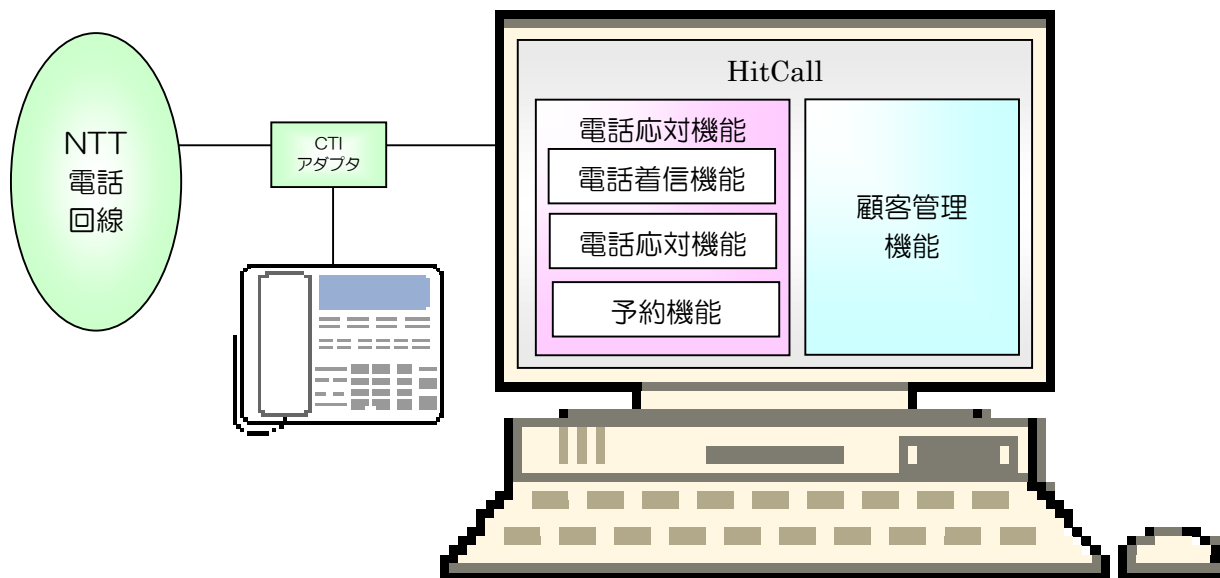 NTT
電話
回線
CTI
アダプタ
HitCall
電話応対機能
電話着信機能
電話応対機能
予約機能
顧客管理
機能